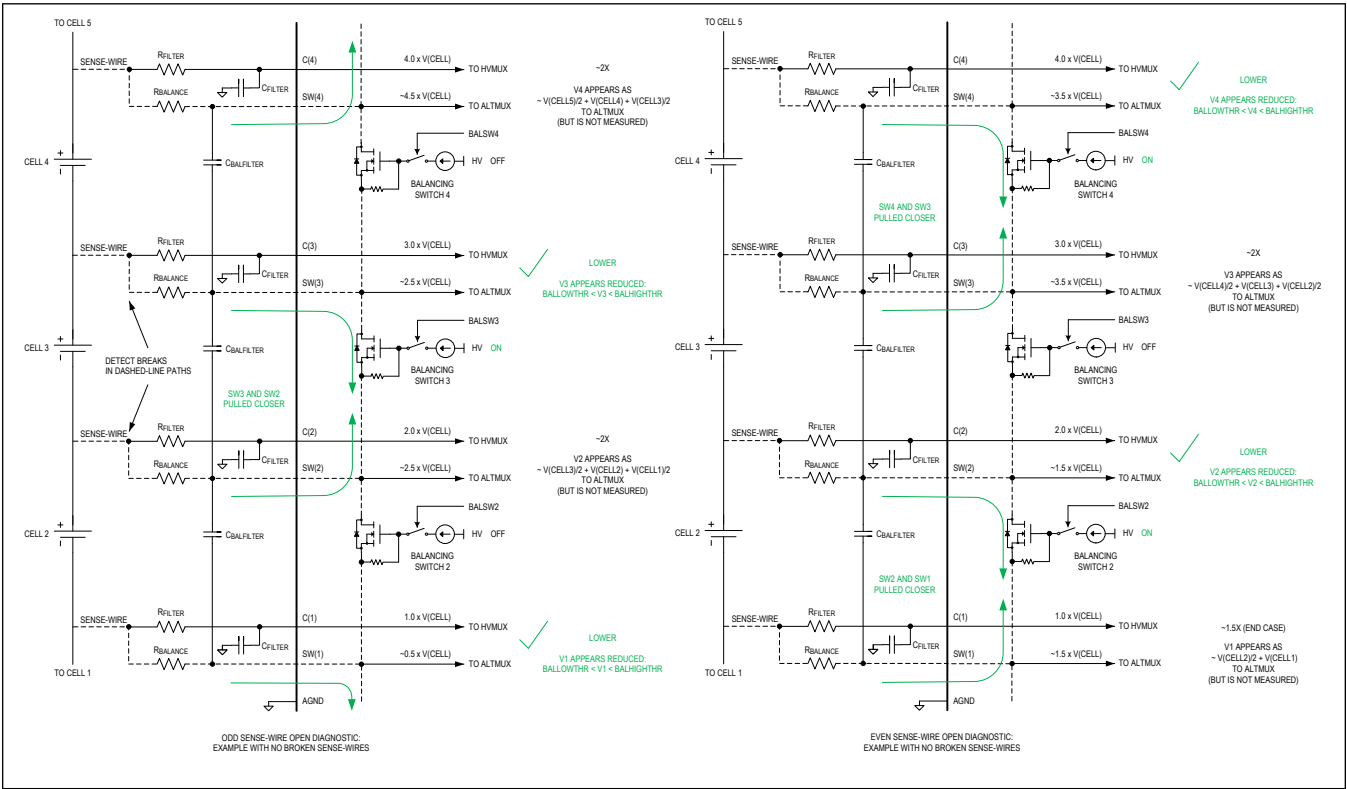 TO CELL 5
SENSE-WIRE
RFILTER
C(4)
4.0 x V(CELL)
TO HVMUX
CFILTER
RBALANCE
SW(4)
~4.5 x V(CELL)
TO ALTMUX
~2X
V4 APPEARS AS
~ V(CELL5)/2 + V(CELL4) + V(CELL3)/2
TO ALTMUX
(BUT IS NOT MEASURED)
BALSW4
CELL 4
+
-
CBALFILTER
HV OFF
BALANCING
SWITCH 4
SENSE-WIRE
RFILTER
C(3)
3.0 x V(CELL)
TO HVMUX
CFILTER
RBALANCE
SW(3)
~2.5 x V(CELL)
TO ALTMUX
LOWER
V3 APPEARS REDUCED:
BALLOWTHR < V3 < BALHIGHTHR
BALSW3
CELL 3
+
-
DETECT BREAKS
IN DASHED-LINE PATHS
CBALFILTER
HV ON
BALANCING
SWITCH 3
SW3 AND SW2
PULLED CLOSER
SENSE-WIRE
RFILTER
C(2)
2.0 x V(CELL)
TO HVMUX
CFILTER
RBALANCE
SW(2)
~2.5 x V(CELL)
TO ALTMUX
~2X
V2 APPEARS AS
~ V(CELL3)/2 + V(CELL2) + V(CELL1)/2
TO ALTMUX
(BUT IS NOT MEASURED)
BALSW2
CELL 2
+
-
CBALFILTER
HV OFF
BALANCING
SWITCH 2
SENSE-WIRE
RFILTER
C(1)
1.0 x V(CELL)
TO HVMUX
CFILTER
RBALANCE
SW(1)
~0.5 x V(CELL)
TO ALTMUX
LOWER
V1 APPEARS REDUCED:
BALLOWTHR < V1 < BALHIGHTHR
TO CELL 1
AGND
ODD SENSE-WIRE OPEN DIAGNOSTIC:
EXAMPLE WITH NO BROKEN SENSE-WIRES
TO CELL 5
SENSE-WIRE
RFILTER
C(4)
4.0 x V(CELL)
TO HVMUX
CFILTER
RBALANCE
SW(4)
~3.5 x V(CELL)
TO ALTMUX
LOWER
V4 APPEARS REDUCED:
BALLOWTHR < V4 < BALHIGHTHR
BALSW4
CELL 4
+
-
CBALFILTER
HV ON
BALANCING
SWITCH 4
SW4 AND SW3
PULLED CLOSER
SENSE-WIRE
RFILTER
C(3)
3.0 x V(CELL)
TO HVMUX
CFILTER
RBALANCE
SW(3)
~3.5 x V(CELL)
TO ALTMUX
~2X
V3 APPEARS AS
~ V(CELL4)/2 + V(CELL3) + V(CELL2)/2
TO ALTMUX
(BUT IS NOT MEASURED)
BALSW3
CELL 3
+
-
CBALFILTER
HV OFF
BALANCING
SWITCH 3
SENSE-WIRE
RFILTER
C(2)
2.0 x V(CELL)
TO HVMUX
CFILTER
RBALANCE
SW(2)
~1.5 x V(CELL)
TO ALTMUX
LOWER
V2 APPEARS REDUCED:
BALLOWTHR < V2 < BALHIGHTHR
BALSW2
CELL 2
+
-
CBALFILTER
HV ON
BALANCING
SWITCH 2
SW2 AND SW1
PULLED CLOSER
SENSE-WIRE
RFILTER
C(1)
1.0 x V(CELL)
TO HVMUX
CFILTER
RBALANCE
SW(1)
~1.5 x V(CELL)
TO ALTMUX
~1.5X (END CASE)
V1 APPEARS AS
~ V(CELL2)/2 + V(CELL1)
TO ALTMUX
(BUT IS NOT MEASURED)
TO CELL 1
AGND
EVEN SENSE-WIRE OPEN DIAGNOSTIC:
EXAMPLE WITH NO BROKEN SENSE-WIRES